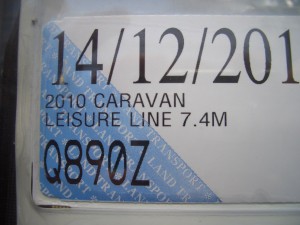 14/12/201
2010 CARAVAN
LEISURE LINE 7.4M
Q890Z